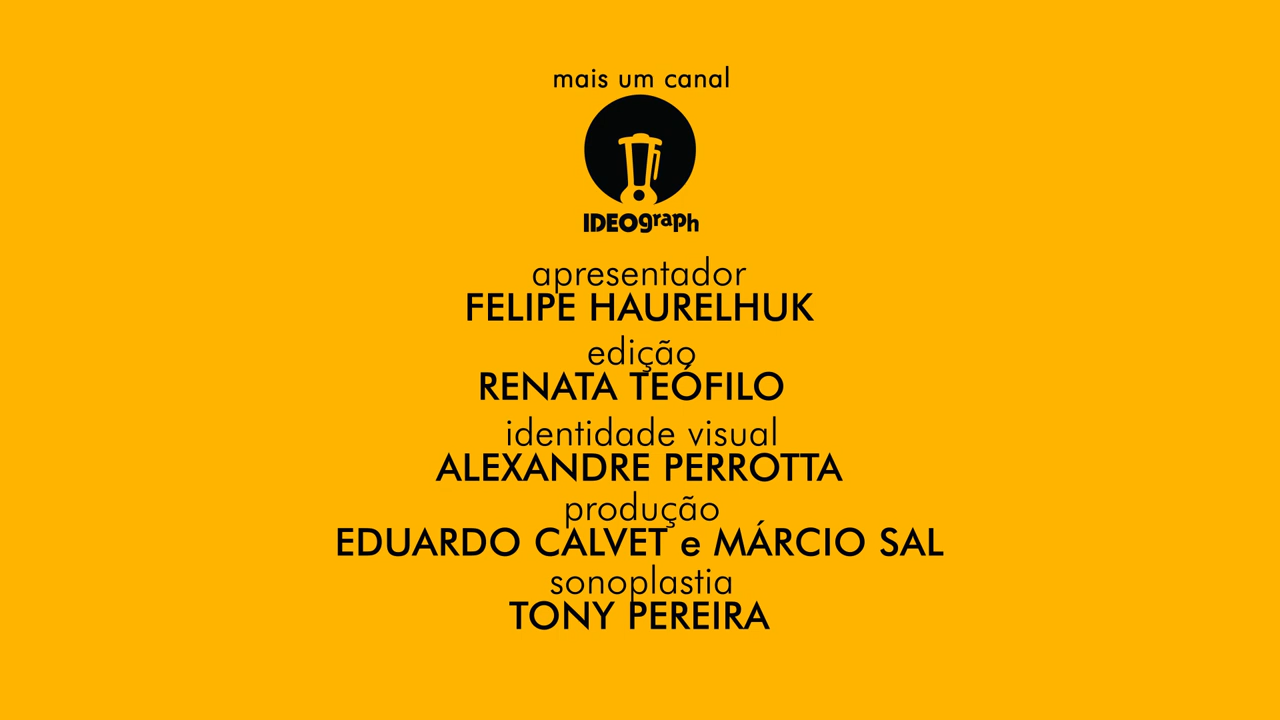 mais um canal
IDEOgraph
apresentador
FELIPE HAURELHUK
edição
RENATA TEÓFILO
identidade visual
ALEXANDRE PERROTTA
produção
EDUARDO CALVET e MÁRCIO SAL
sonoplastia
TONY PEREIRA